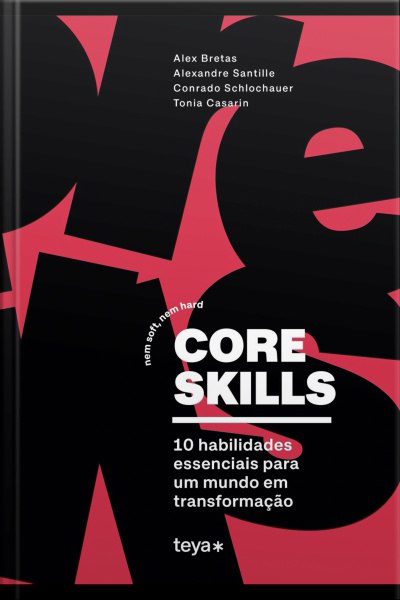 Alex Bretas
Alexandre Santille
Conrado Schlochauer
Tonia Casarin
nem soft, nem hard
CORE
SKILLS
10 habilidades
essenciais para
um mundo em
transformação
teya*